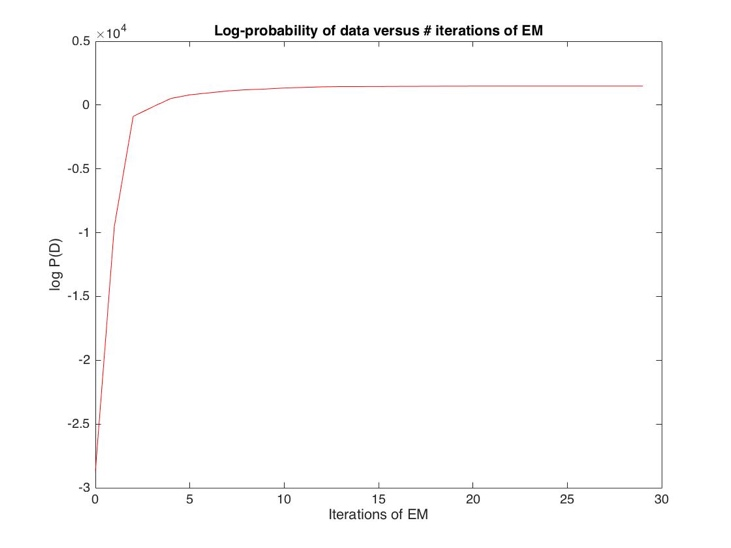 Log-probability of data versus # iterations of EM
×10^4
0.5
0
-0.5
-1
-1.5
-2
-2.5
-3
log P(D)
0 5 10 15 20 25 30
Iterations of EM